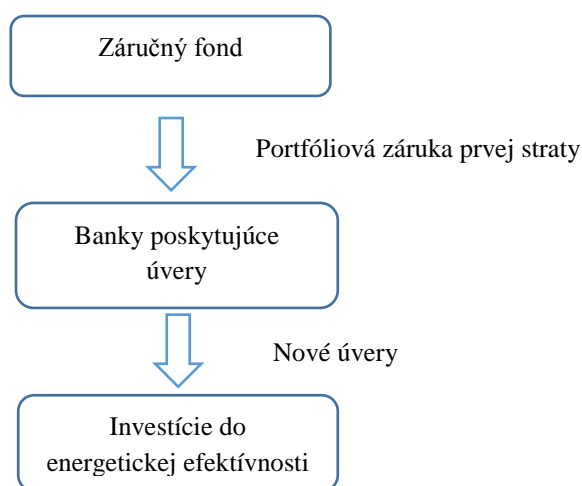 Záručný fond
Portfóliová záruka prvej straty
Banky poskytujúce
úvery
Nové úvery
Investície do
energetickej efektívnosti